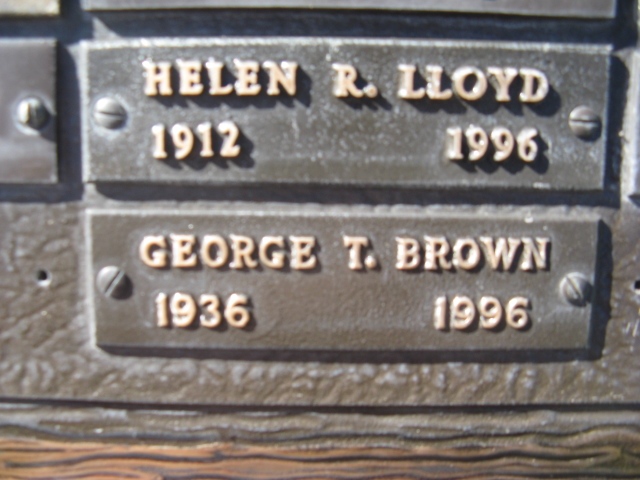 HELEN R. LLOYD
1912 1996
GEORGE T. BROWN
1936 1996